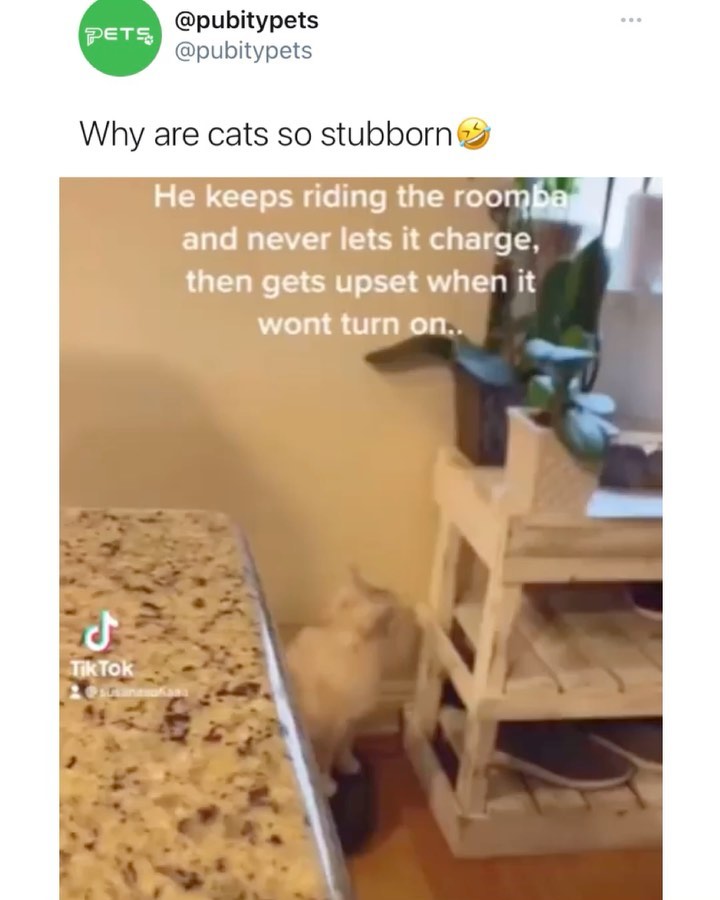 PETS
@pubitypets
@pubitypets
Why are cats so stubborn🤣
He keeps riding the roomba
and never lets it charge,
then gets upset when it
wont turn on..
TikTok